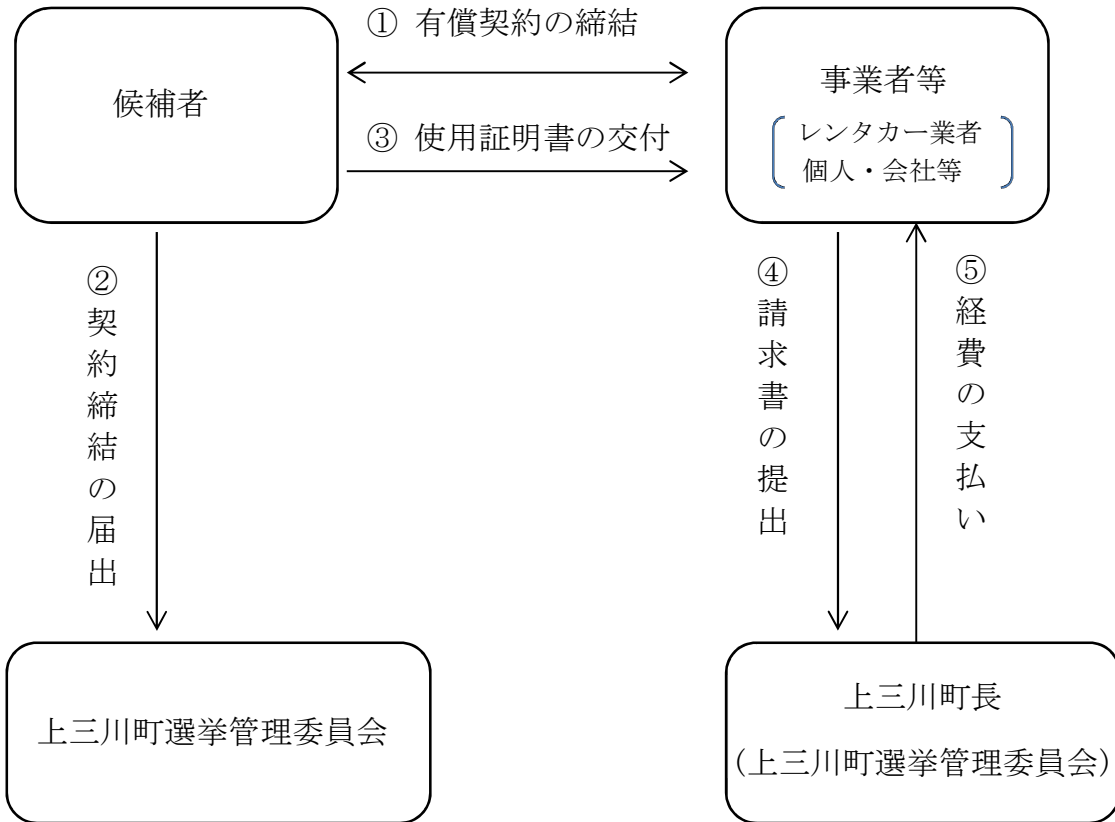 ① 有償契約の締結
候補者
事業者等
レンタカー業者
個人・会社等
③ 使用証明書の交付
②契約締結の届出
④請求書の提出
⑤経費の支払い
上三川町選挙管理委員会
上三川町長
(上三川町選挙管理委員会)